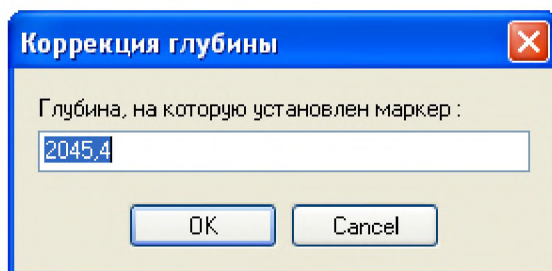 Коррекция глубины
Глубина, на которую установлен маркер :
2045,4
OK
Cancel